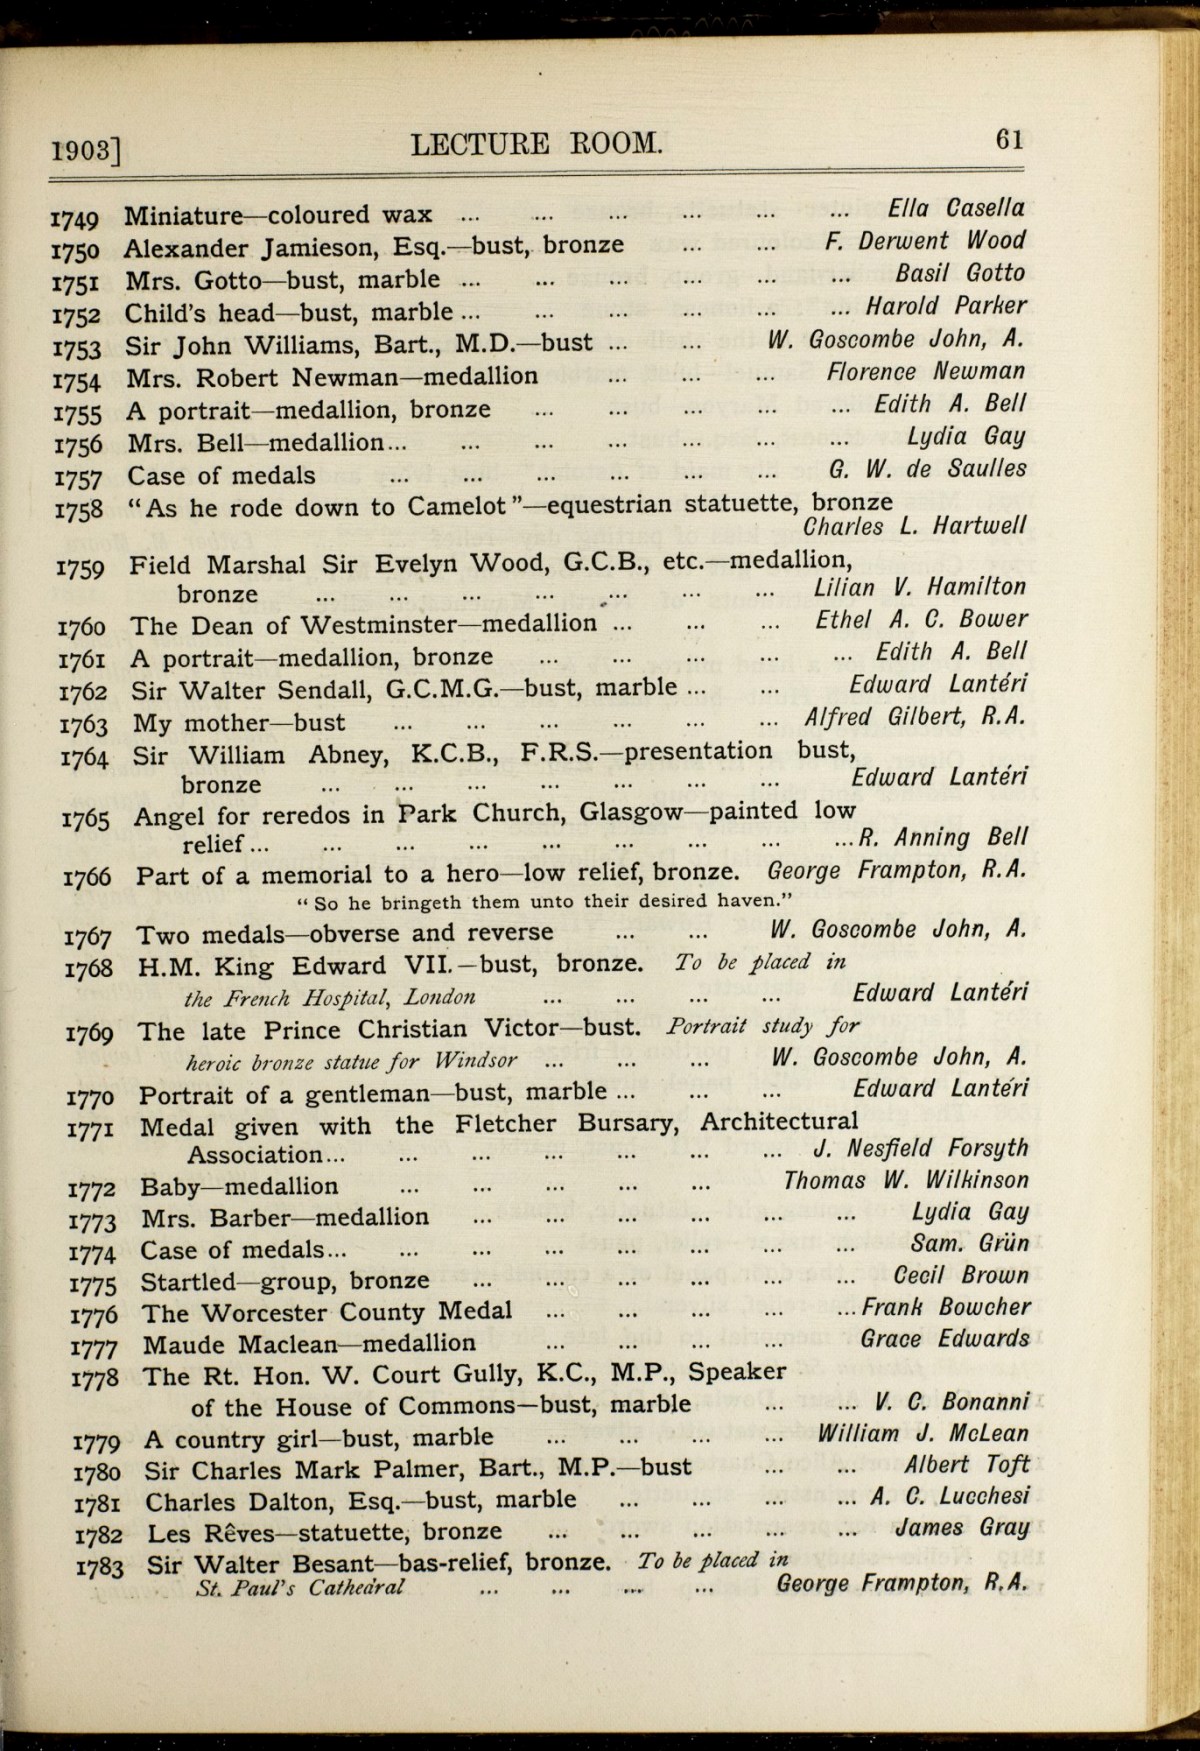 1903] LECTURE ROOM. 61
1749 Miniature—coloured wax ... ... ... ... ... ... Ella Casella
1750 Alexander Jamieson, Esq.—bust, bronze ... ... F. Derwent Wood
1751 Mrs. Gotto—bust, marble ... ... ... ... ... ... Basil Gotto
1752 Child's head—bust, marble ... ... ... ... ... ... Harold Parker
1753 Sir John Williams, Bart., M.D.—bust ... ... W. Goscombe John, A.
1754 Mrs. Robert Newman—medallion ... ... ... Florence Newman
1755 A portrait—medallion, bronze ... ... ... ... ... Edith A. Bell
1756 Mrs. Bell—medallion... ... ... ... ... ... ... Lydia Gay
1757 Case of medals ... ... ... ... ... ... G. W. de Saulles
1758 “As he rode down to Camelot”—equestrian statuette, bronze
Charles L. Hartwell
1759 Field Marshal Sir Evelyn Wood, G.C.B., etc.—medallion,
bronze ... ... ... ... ... ... ... Lilian V. Hamilton
1760 The Dean of Westminster—medallion ... ... ... Ethel A. C. Bower
1761 A portrait—medallion, bronze ... ... ... ... ... Edith A. Bell
1762 Sir Walter Sendall, G.C.M.G.—bust, marble ... ... Edward Lantéri
1763 My mother—bust ... ... ... ... ... ... Alfred Gilbert, R.A.
1764 Sir William Abney, K.C.B., F.R.S.—presentation bust,
bronze ... ... ... ... ... ... ... Edward Lantéri
1765 Angel for reredos in Park Church, Glasgow—painted low
relief ... ... ... ... ... ... ... ... ... R. Anning Bell
1766 Part of a memorial to a hero—low relief, bronze. George Frampton, R.A.
“So he bringeth them unto their desired haven.”
1767 Two medals—obverse and reverse ... ... W. Goscombe John, A.
1768 H.M. King Edward VII.—bust, bronze. To be placed in
the French Hospital, London ... ... ... ... Edward Lantéri
1769 The late Prince Christian Victor—bust. Portrait study for
heroic bronze statue for Windsor ... ... ... W. Goscombe John, A.
1770 Portrait of a gentleman—bust, marble ... ... ... Edward Lantéri
1771 Medal given with the Fletcher Bursary, Architectural
Association... ... ... ... ... ... ... J. Nesfield Forsyth
1772 Baby—medallion ... ... ... ... ... Thomas W. Wilkinson
1773 Mrs. Barber—medallion ... ... ... ... ... ... Lydia Gay
1774 Case of medals... ... ... ... ... ... ... ... Sam. Grün
1775 Startled—group, bronze ... ... ... ... ... ... Cecil Brown
1776 The Worcester County Medal ... ... ... ... ... Frank Bowcher
1777 Maude Maclean—medallion ... ... ... ... Grace Edwards
1778 The Rt. Hon. W. Court Gully, K.C., M.P., Speaker
of the House of Commons—bust, marble ... ... V. C. Bonanni
1779 A country girl—bust, marble ... ... ... ... William J. McLean
1780 Sir Charles Mark Palmer, Bart., M.P.—bust ... ... Albert Toft
1781 Charles Dalton, Esq.—bust, marble ... ... ... ... A. C. Lucchesi
1782 Les Rêves—statuette, bronze ... ... ... ... ... James Gray
1783 Sir Walter Besant—bas-relief, bronze. To be placed in
St. Paul's Cathedral ... ... ... ... George Frampton, R.A.